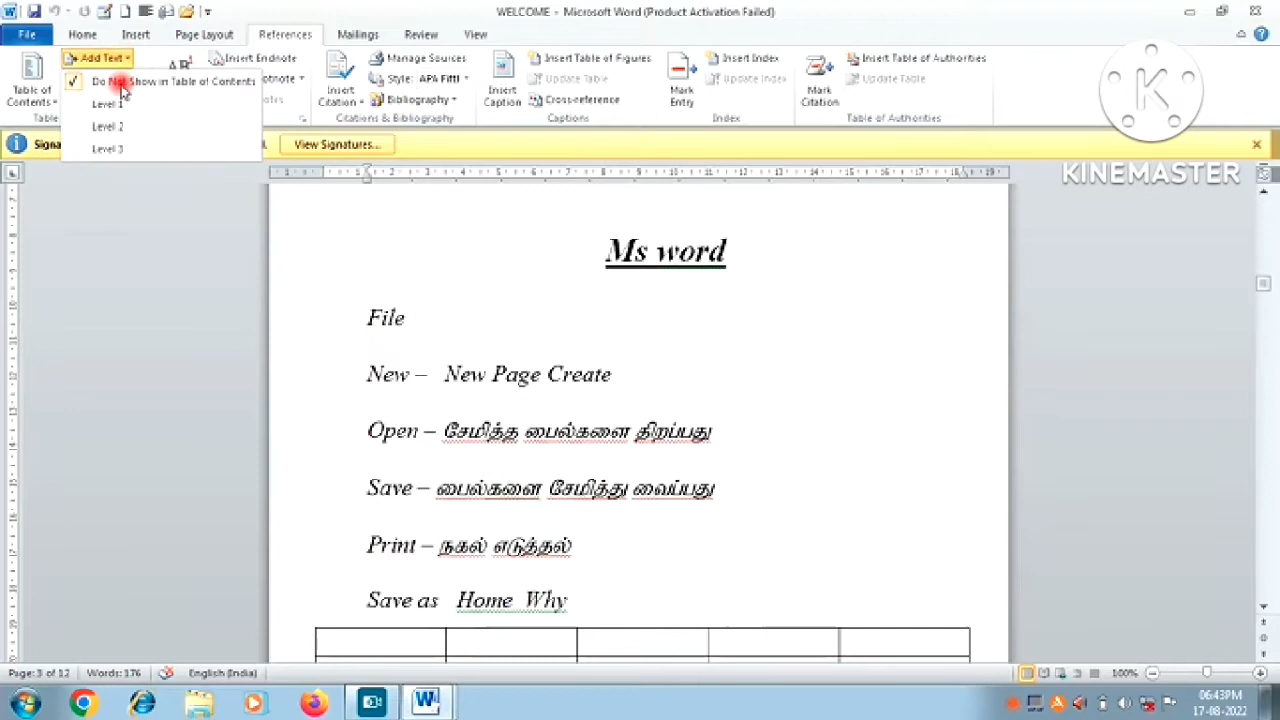 WELCOME - Microsoft Word (Product Activation Failed)
File Home Insert Page Layout References Mailings Review View
Add Text
Do Not Show in Table of Contents
Level 1
Level 2
Level 3
Table of Contents
Table
AB1
Insert Endnote
Insert Citation
Manage Sources
Style: APA Fift
Bibliography
Citations & Bibliography
Insert Caption
Insert Table of Figures
Update Table
Cross-reference
Captions
Mark Entry
Insert Index
Update Index
Index
Mark Citation
Insert Table of Authorities
Update Table
Table of Authorities
View Signatures...
K
KINEMASTER
Ms word
File
New – New Page Create
Open – சேமித்த பைல்களை திறப்பது
Save – பைல்களை சேமித்து வைப்பது
Print – நகல் எடுத்தல்
Save as Home Why
Page: 3 of 12 Words: 176 English (India) 100%
06:43PM
17-08-2022